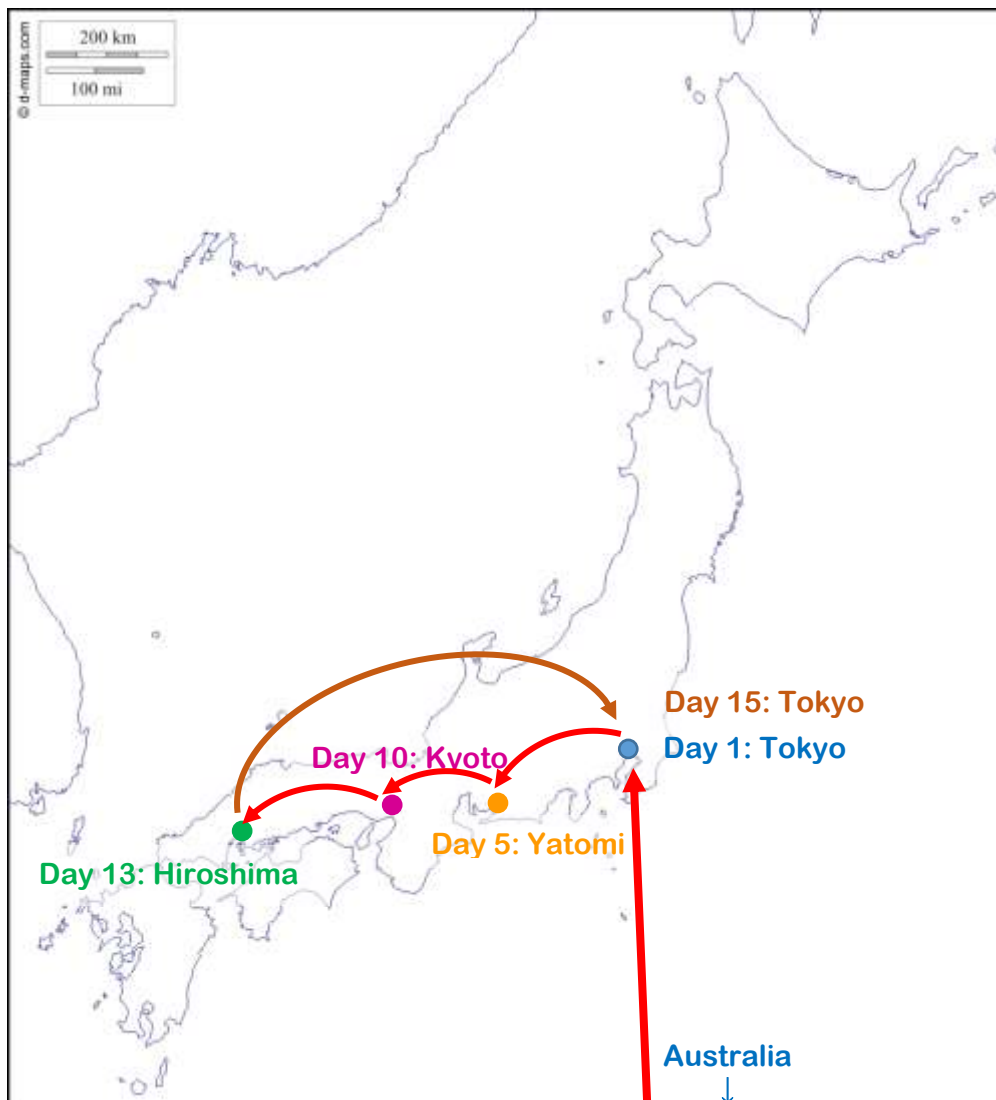 200 km
100 mi
© d-maps.com
Day 15: Tokyo
Day 1: Tokyo
Day 10: Kyoto
Day 5: Yatomi
Day 13: Hiroshima
Australia